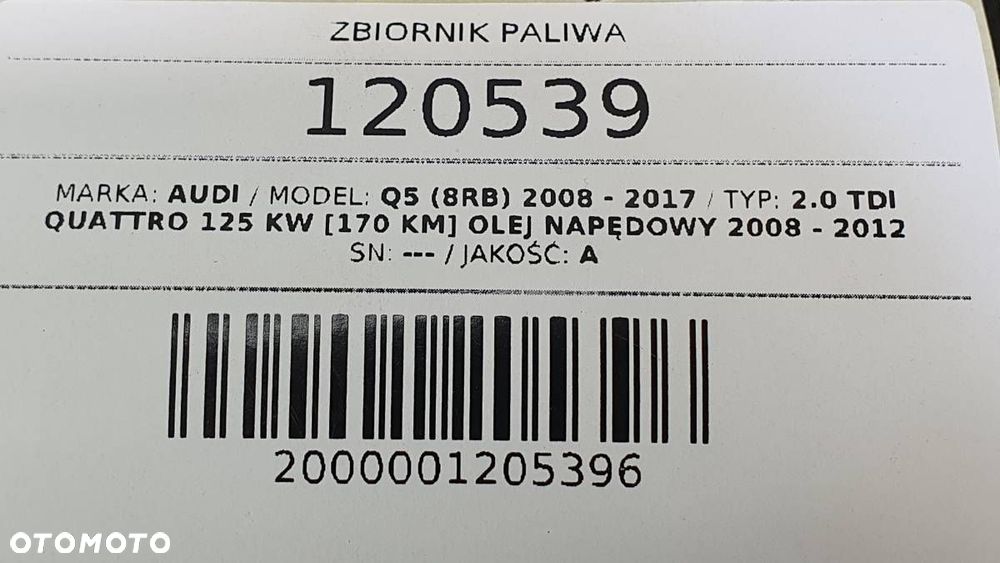 ZBIORNIK PALIWA
120539
MARKA: AUDI / MODEL: Q5 (8RB) 2008 - 2017 / TYP: 2.0 TDI
QUATTRO 125 KW [170 KM] OLEJ NAPĘDOWY 2008 - 2012
SN: --- / JAKOŚĆ: A
2000001205396
OTOMOTO